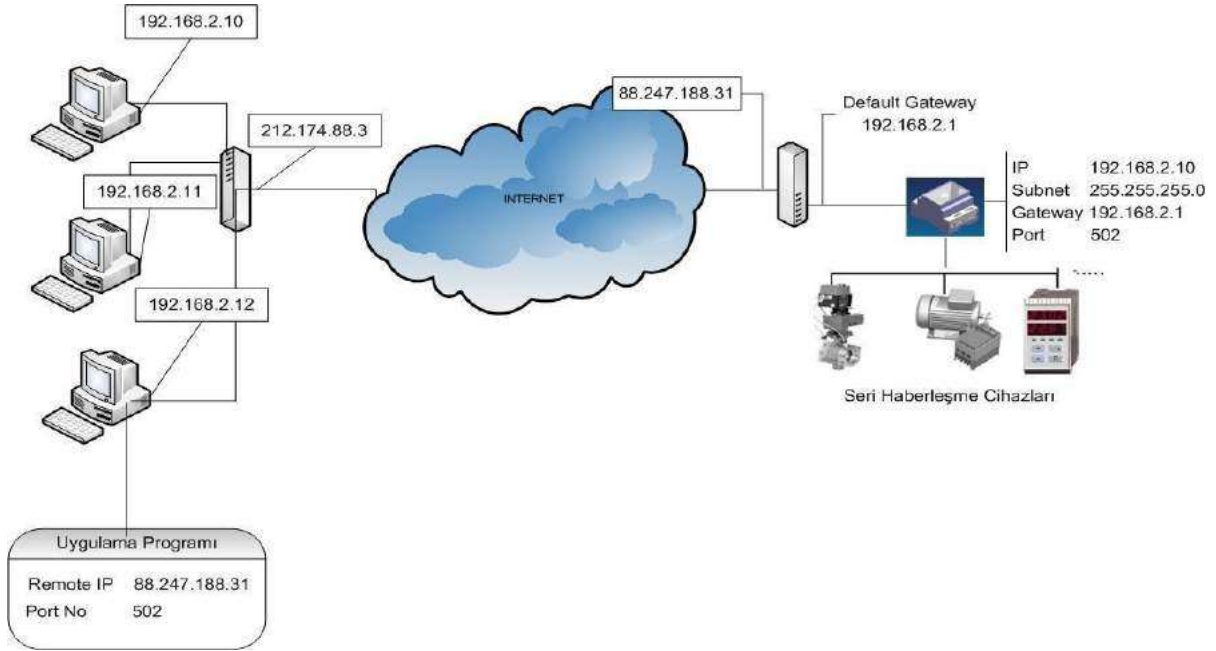 192.168.2.10
212.174.88.3
192.168.2.11
192.168.2.12
INTERNET
88.247.188.31
Default Gateway
192.168.2.1
IP 192.168.2.10
Subnet 255.255.255.0
Gateway 192.168.2.1
Port 502
Seri Haberleşme Cihazları
Uygulama Programı
Remote IP 88.247.188.31
Port No 502